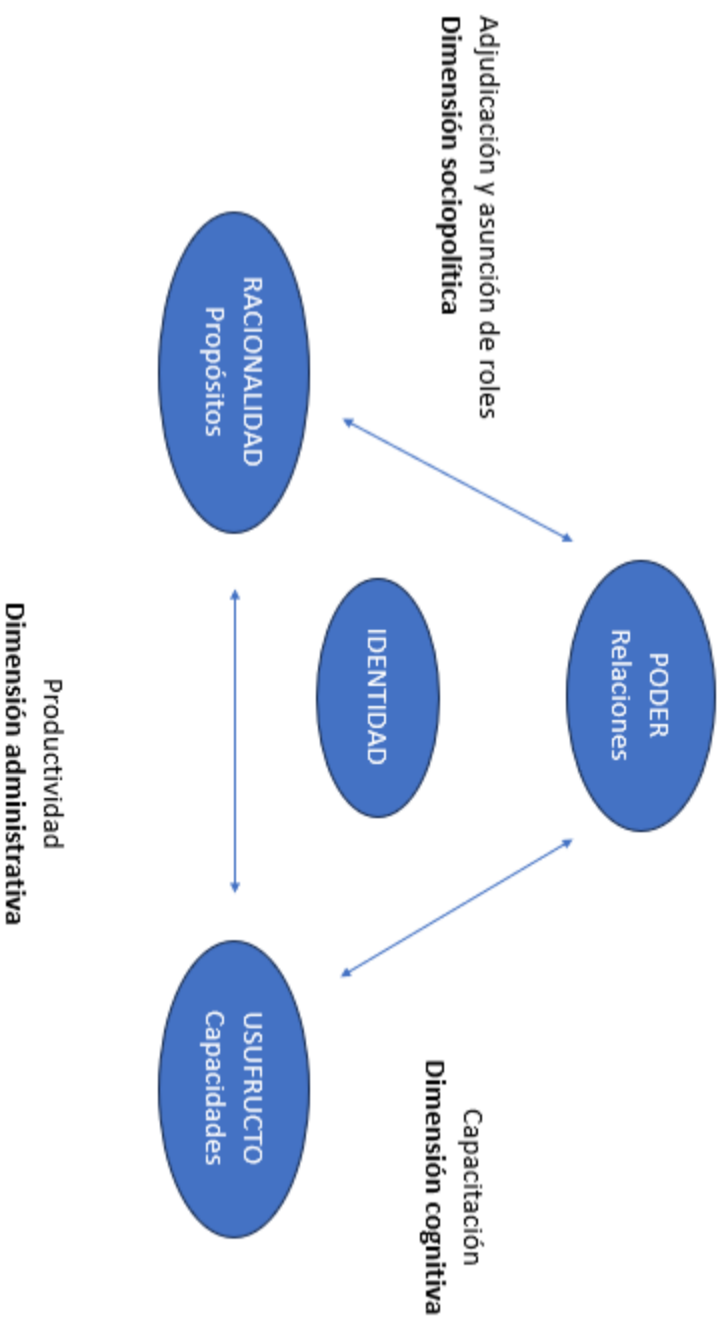 PODER
Relaciones
Adjudicación y asunción de roles
Dimensión sociopolítica
Capacitación
Dimensión cognitiva
IDENTIDAD
RACIONALIDAD
Propósitos
USUFRUCTO
Capacidades
Productividad
Dimensión administrativa